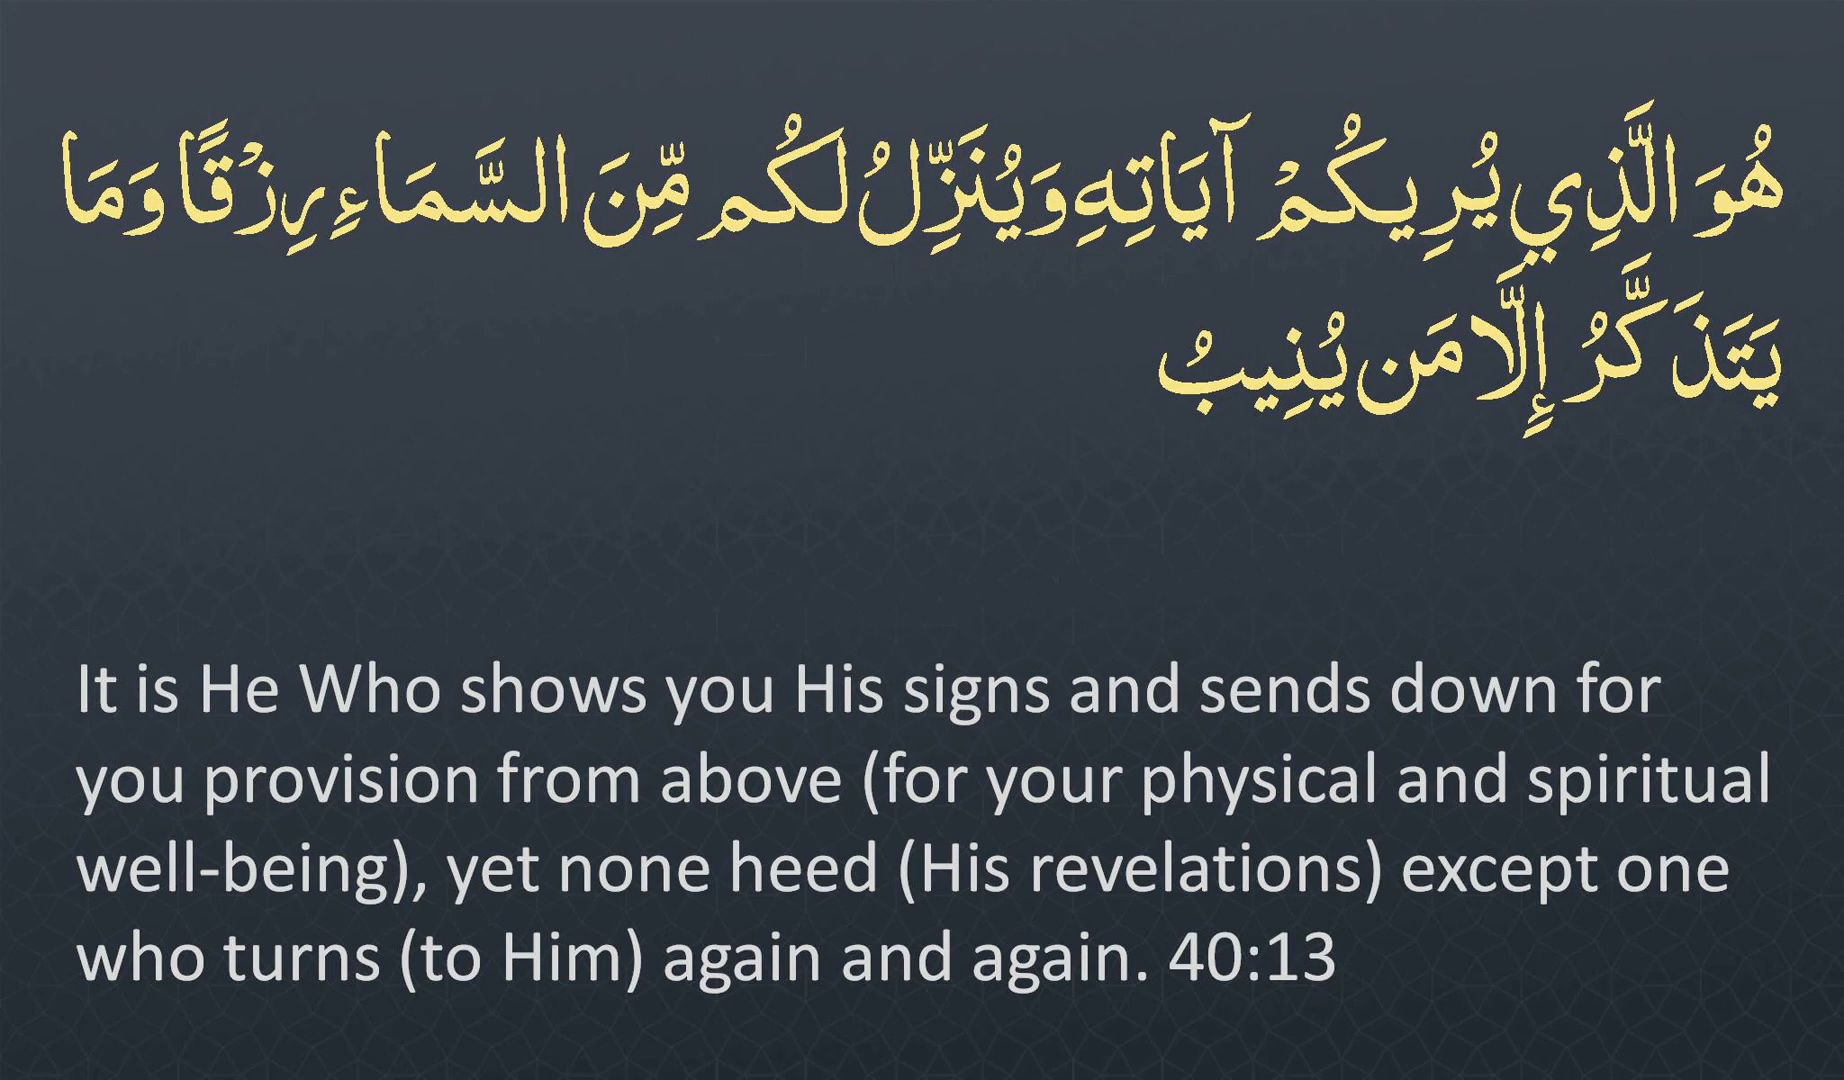 هُوَ الَّذِي يُرِيكُمْ آيَاتِهِ وَيُنَزِّلُ لَكُم مِّنَ السَّمَاءِ رِزْقًا وَمَا
يَتَذَكَّرُ إِلَّا مَن يُنِيبُ
It is He Who shows you His signs and sends down for
you provision from above (for your physical and spiritual
well-being), yet none heed (His revelations) except one
who turns (to Him) again and again. 40:13